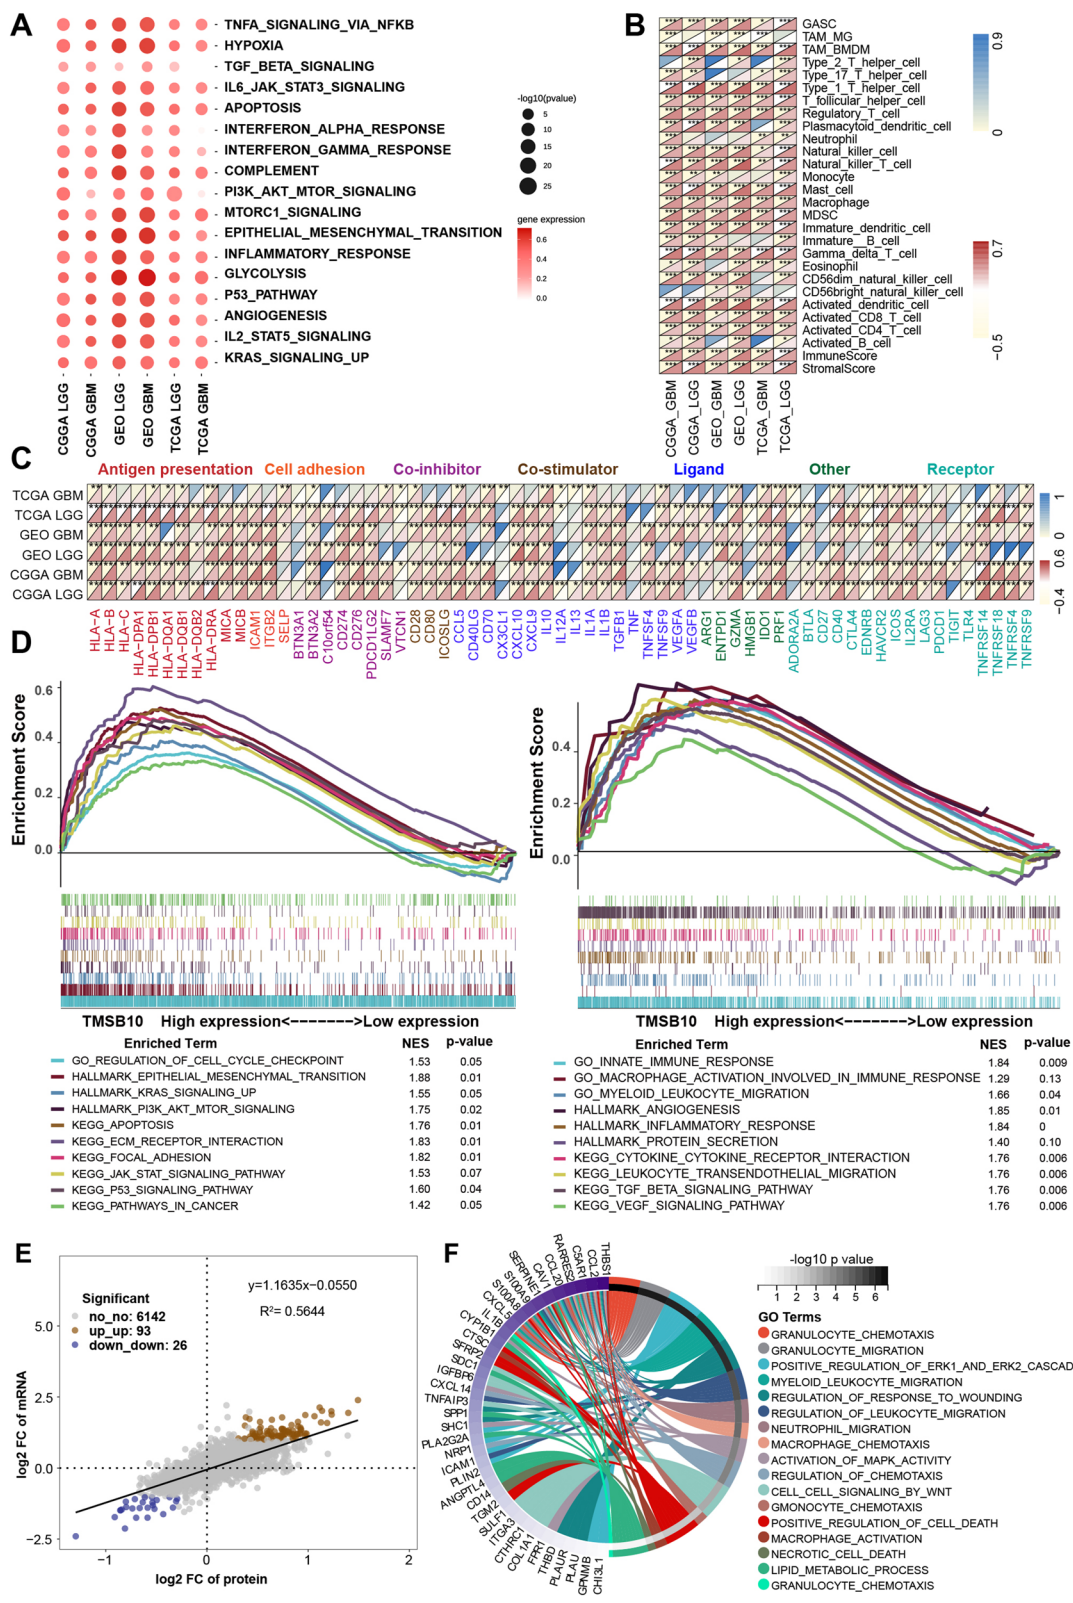 A
TNFA_SIGNALING_VIA_NFKB
HYPOXIA
TGF_BETA_SIGNALING
IL6_JAK_STAT3_SIGNALING
APOPTOSIS
INTERFERON_ALPHA_RESPONSE
INTERFERON_GAMMA_RESPONSE
COMPLEMENT
PI3K_AKT_MTOR_SIGNALING
MTORC1_SIGNALING
EPITHELIAL_MESENCHYMAL_TRANSITION
INFLAMMATORY_RESPONSE
GLYCOLYSIS
P53_PATHWAY
ANGIOGENESIS
IL2_STAT5_SIGNALING
KRAS_SIGNALING_UP
CGGA LGG
CGGA GBM
GEO LGG
GEO GBM
TCGA LGG
TCGA GBM
-log10(pvalue)
5
10
15
20
25
gene expression
0.6
0.4
0.2
0.0
B
GASC
TAM_MG
TAM_BMDM
Type_2_T_helper_cell
Type_17_T_helper_cell
Type_1_T_helper_cell
T_follicular_helper_cell
Regulatory_T_cell
Plasmacytoid_dendritic_cell
Neutrophil
Natural_killer_cell
Natural_killer_T_cell
Monocyte
Mast_cell
Macrophage
MDSC
Immature_dendritic_cell
Immature__B_cell
Gamma_delta_T_cell
Eosinophil
CD56dim_natural_killer_cell
CD56bright_natural_killer_cell
Activated_dendritic_cell
Activated_CD8_T_cell
Activated_CD4_T_cell
Activated_B_cell
ImmuneScore
StromalScore
CGGA_GBM
CGGA_LGG
GEO_GBM
GEO_LGG
TCGA_GBM
TCGA_LGG
0.9
0
0.7
−0.5
C
Antigen presentation
Cell adhesion
Co-inhibitor
Co-stimulator
Ligand
Other
Receptor
TCGA GBM
TCGA LGG
GEO GBM
GEO LGG
CGGA GBM
CGGA LGG
1
0
0.6
−0.4
HLA-A
HLA-B
HLA-C
HLA-DPA1
HLA-DPB1
HLA-DQA1
HLA-DQB1
HLA-DQB2
HLA-DRA
MICA
MICB
ICAM1
ITGB2
SELP
BTN3A1
BTN3A2
C10orf54
CD274
CD276
PDCD1LG2
SLAMF7
VTCN1
CD28
CD80
ICOSLG
CCL5
CD40LG
CD70
CX3CL1
CXCL10
CXCL9
IL10
IL12A
IL13
IL1A
IL1B
TGFB1
TNF
TNFSF4
TNFSF9
VEGFA
VEGFB
ARG1
ENTPD1
GZMA
HMGB1
IDO1
PRF1
ADORA2A
BTLA
CD27
CD40
CTLA4
EDNRB
HAVCR2
ICOS
IL2RA
LAG3
PDCD1
TIGIT
TLR4
TNFRSF14
TNFRSF18
TNFRSF4
TNFRSF9
D
Enrichment Score
0.6
0.4
0.2
0.0
TMSB10 High expression<------->Low expression
Enriched Term NES p-value
GO_REGULATION_OF_CELL_CYCLE_CHECKPOINT 1.53 0.05
HALLMARK_EPITHELIAL_MESENCHYMAL_TRANSITION 1.88 0.01
HALLMARK_KRAS_SIGNALING_UP 1.55 0.05
HALLMARK_PI3K_AKT_MTOR_SIGNALING 1.75 0.02
KEGG_APOPTOSIS 1.76 0.01
KEGG_ECM_RECEPTOR_INTERACTION 1.83 0.01
KEGG_FOCAL_ADHESION 1.82 0.01
KEGG_JAK_STAT_SIGNALING_PATHWAY 1.53 0.07
KEGG_P53_SIGNALING_PATHWAY 1.60 0.04
KEGG_PATHWAYS_IN_CANCER 1.42 0.05
Enrichment Score
0.4
0.2
0.0
TMSB10 High expression<------->Low expression
Enriched Term NES p-value
GO_INNATE_IMMUNE_RESPONSE 1.84 0.009
GO_MACROPHAGE_ACTIVATION_INVOLVED_IN_IMMUNE_RESPONSE 1.29 0.13
GO_MYELOID_LEUKOCYTE_MIGRATION 1.66 0.04
HALLMARK_ANGIOGENESIS 1.85 0.01
HALLMARK_INFLAMMATORY_RESPONSE 1.84 0
HALLMARK_PROTEIN_SECRETION 1.40 0.10
KEGG_CYTOKINE_CYTOKINE_RECEPTOR_INTERACTION 1.76 0.006
KEGG_LEUKOCYTE_TRANSENDOTHELIAL_MIGRATION 1.76 0.006
KEGG_TGF_BETA_SIGNALING_PATHWAY 1.76 0.006
KEGG_VEGF_SIGNALING_PATHWAY 1.76 0.006
E
y=1.1635x−0.0550
R²= 0.5644
Significant
no_no: 6142
up_up: 93
down_down: 26
log2 FC of mRNA
5.0
2.5
0.0
−2.5
−1
0
1
2
log2 FC of protein
F
THBS1
CCL2
C5AR1
RARRES2
CCL20
CAV1
SERPINE1
S100A9
S100A8
CXCL5
IL1B
CYP1B1
CTSC
SFRP2
SDC1
IGFBP6
CXCL14
TNFAIP3
SPP1
SHC1
PLA2G2A
NRP1
ICAM1
PLIN2
ANGPTL4
CD14
TGM2
SULF1
ITGA3
CTHRC1
COL1A1
FPR1
THBD
PLAUR
PLAU
GPNMB
CHI3L1
-log10 p value
1 2 3 4 5 6
GO Terms
GRANULOCYTE_CHEMOTAXIS
GRANULOCYTE_MIGRATION
POSITIVE_REGULATION_OF_ERK1_AND_ERK2_CASCAD
MYELOID_LEUKOCYTE_MIGRATION
REGULATION_OF_RESPONSE_TO_WOUNDING
REGULATION_OF_LEUKOCYTE_MIGRATION
NEUTROPHIL_MIGRATION
MACROPHAGE_CHEMOTAXIS
ACTIVATION_OF_MAPK_ACTIVITY
REGULATION_OF_CHEMOTAXIS
CELL_CELL_SIGNALING_BY_WNT
GMONOCYTE_CHEMOTAXIS
POSITIVE_REGULATION_OF_CELL_DEATH
MACROPHAGE_ACTIVATION
NECROTIC_CELL_DEATH
LIPID_METABOLIC_PROCESS
GRANULOCYTE_CHEMOTAXIS